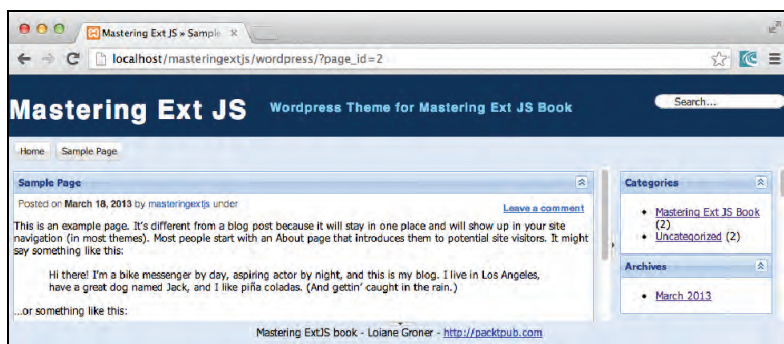 Mastering Ext JS » Sample
localhost/masteringextjs/wordpress/?page_id=2
Mastering Ext JS
Wordpress Theme for Mastering Ext JS Book
Search...
Home
Sample Page
Sample Page
Posted on March 18, 2013 by masteringextjs under
Leave a comment
This is an example page. It's different from a blog post because it will stay in one place and will show up in your site
navigation (in most themes). Most people start with an About page that introduces them to potential site visitors. It might
say something like this:
Hi there! I'm a bike messenger by day, aspiring actor by night, and this is my blog. I live in Los Angeles,
have a great dog named Jack, and I like piña coladas. (And gettin' caught in the rain.)
...or something like this:
Categories
Mastering Ext JS Book
(2)
Uncategorized (2)
Archives
March 2013
Mastering ExtJS book - Loiane Groner - http://packtpub.com